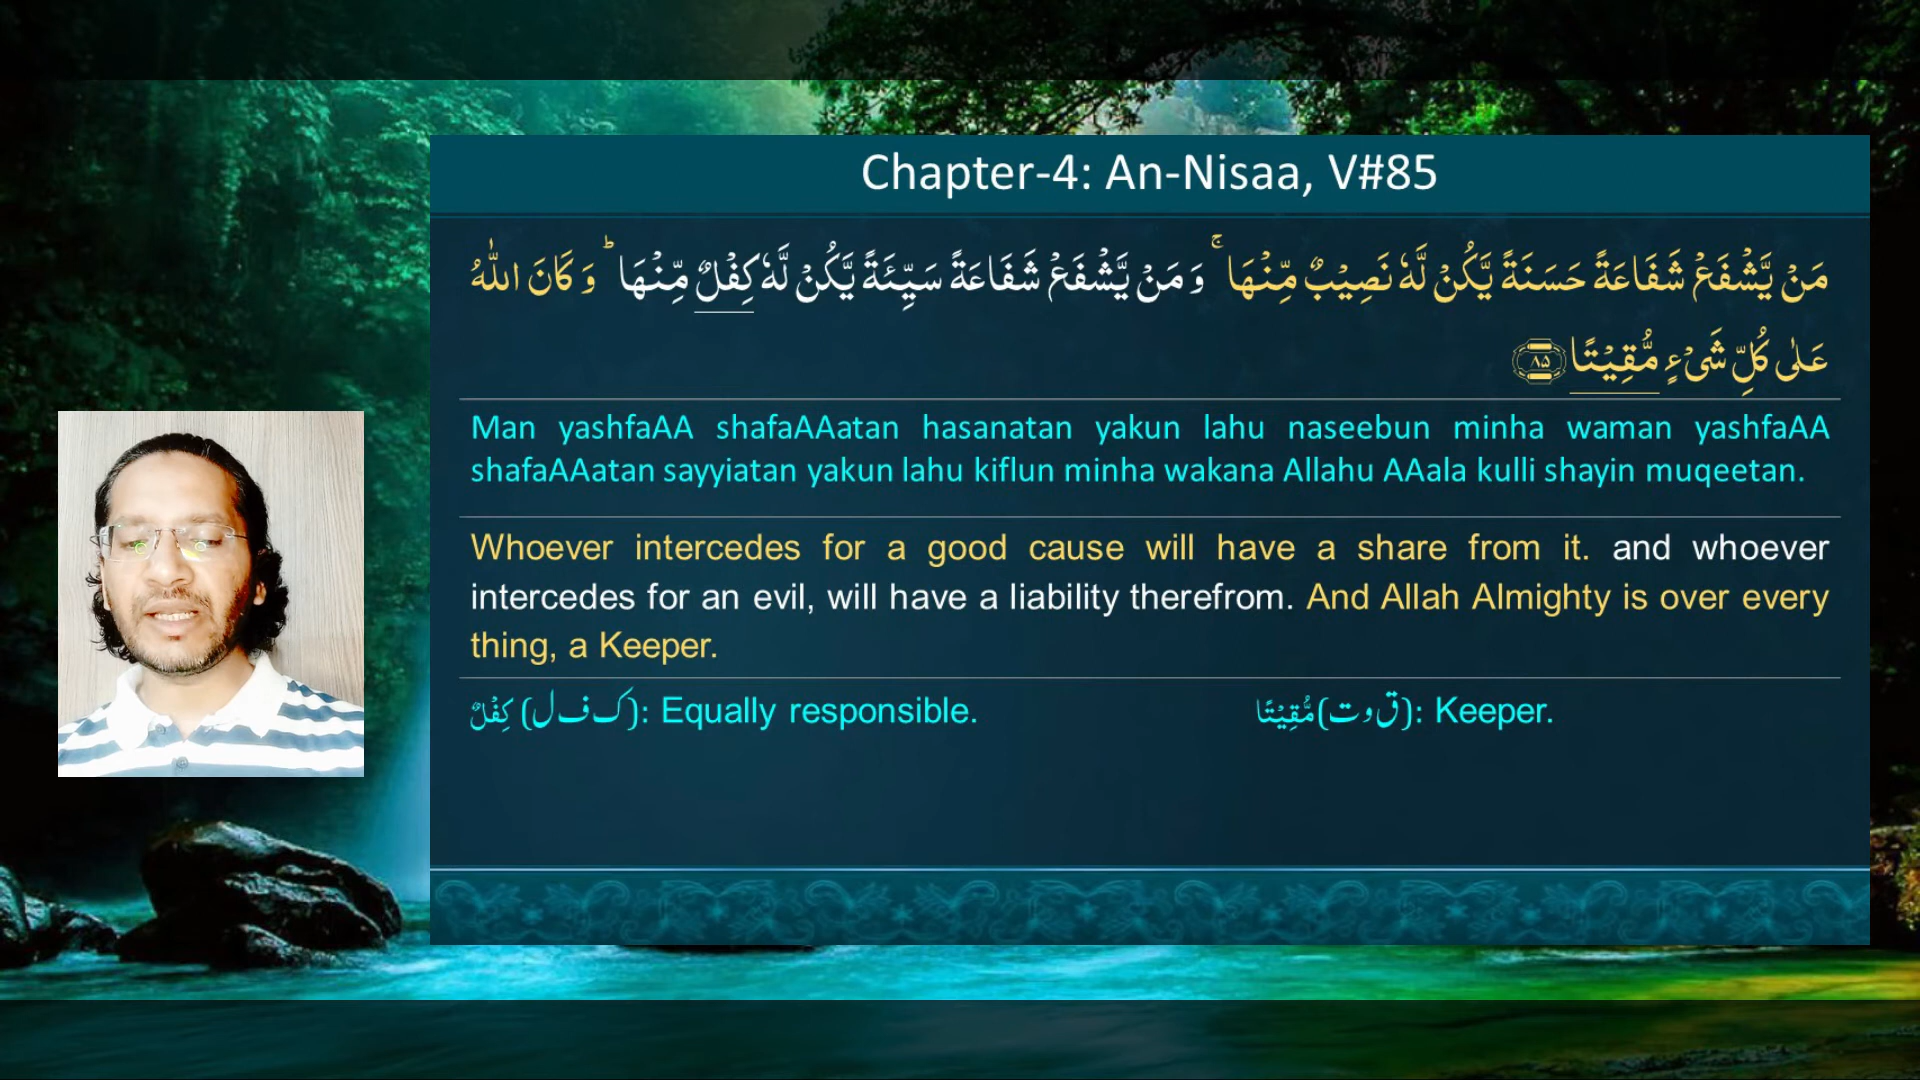 Chapter-4: An-Nisaa, V#85
مَنْ يَّشْفَعْ شَفَاعَةً حَسَنَةً يَّكُنْ لَّهٗ نَصِيْبٌ مِّنْهَا ۚ وَ مَنْ يَّشْفَعْ شَفَاعَةً سَيِّئَةً يَّكُنْ لَّهٗ كِفْلٌ مِّنْهَا ؕ وَ كَانَ اللّٰهُ
عَلٰى كُلِّ شَیْءٍ مُّقِيْتًا ۸۵
Man yashfaAA shafaAAatan hasanatan yakun lahu naseebun minha waman yashfaAA
shafaAAatan sayyiatan yakun lahu kiflun minha wakana Allahu AAala kulli shayin muqeetan.
Whoever intercedes for a good cause will have a share from it. and whoever
intercedes for an evil, will have a liability therefrom. And Allah Almighty is over every
thing, a Keeper.
كِفْلٌ (ک ف ل): Equally responsible. مُّقِيْتًا (ق و ت): Keeper.